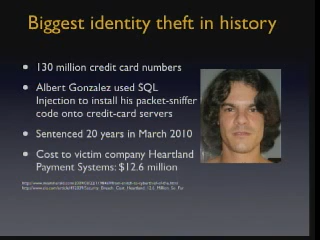 Biggest identity theft in history
130 million credit card numbers
Albert Gonzalez used SQL
Injection to install his packet-sniffer
code onto credit-card servers
Sentenced 20 years in March 2010
Cost to victim company Heartland
Payment Systems: $12.6 million